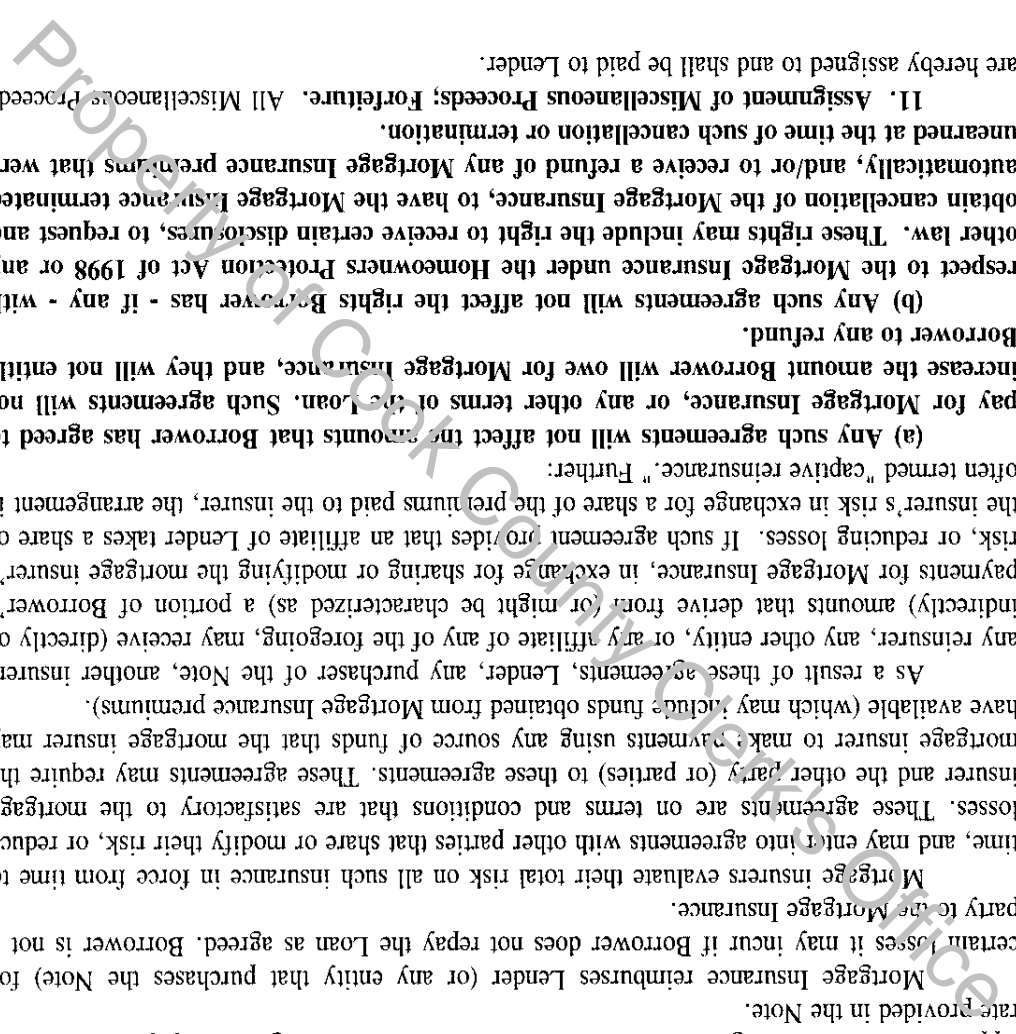 rate provided in the Note.
Mortgage Insurance reimburses Lender (or any entity that purchases the Note) fo
certain losses it may incur if Borrower does not repay the Loan as agreed. Borrower is not
party to the Mortgage Insurance.
Mortgage insurers evaluate their total risk on all such insurance in force from time to
time, and may enter into agreements with other parties that share or modify their risk, or reduc
losses. These agreements are on terms and conditions that are satisfactory to the mortgag
insurer and the other party (or parties) to these agreements. These agreements may require th
mortgage insurer to make payments using any source of funds that the mortgage insurer ma
have available (which may include funds obtained from Mortgage Insurance premiums).
As a result of these agreements, Lender, any purchaser of the Note, another insurer
any reinsurer, any other entity, or any affiliate of any of the foregoing, may receive (directly o
indirectly) amounts that derive from (or might be characterized as) a portion of Borrower'
payments for Mortgage Insurance, in exchange for sharing or modifying the mortgage insurer'
risk, or reducing losses. If such agreement provides that an affiliate of Lender takes a share o
the insurer's risk in exchange for a share of the premiums paid to the insurer, the arrangement i
often termed "captive reinsurance." Further:
(a) Any such agreements will not affect the amounts that Borrower has agreed t
pay for Mortgage Insurance, or any other terms of the Loan. Such agreements will no
increase the amount Borrower will owe for Mortgage Insurance, and they will not entitl
Borrower to any refund.
(b) Any such agreements will not affect the rights Borrower has - if any - wit
respect to the Mortgage Insurance under the Homeowners Protection Act of 1998 or an
other law. These rights may include the right to receive certain disclosures, to request an
obtain cancellation of the Mortgage Insurance, to have the Mortgage Insurance terminate
automatically, and/or to receive a refund of any Mortgage Insurance premiums that wer
unearned at the time of such cancellation or termination.
11. Assignment of Miscellaneous Proceeds; Forfeiture. All Miscellaneous Proceed
are hereby assigned to and shall be paid to Lender.
Property of Cook County Clerk's Office